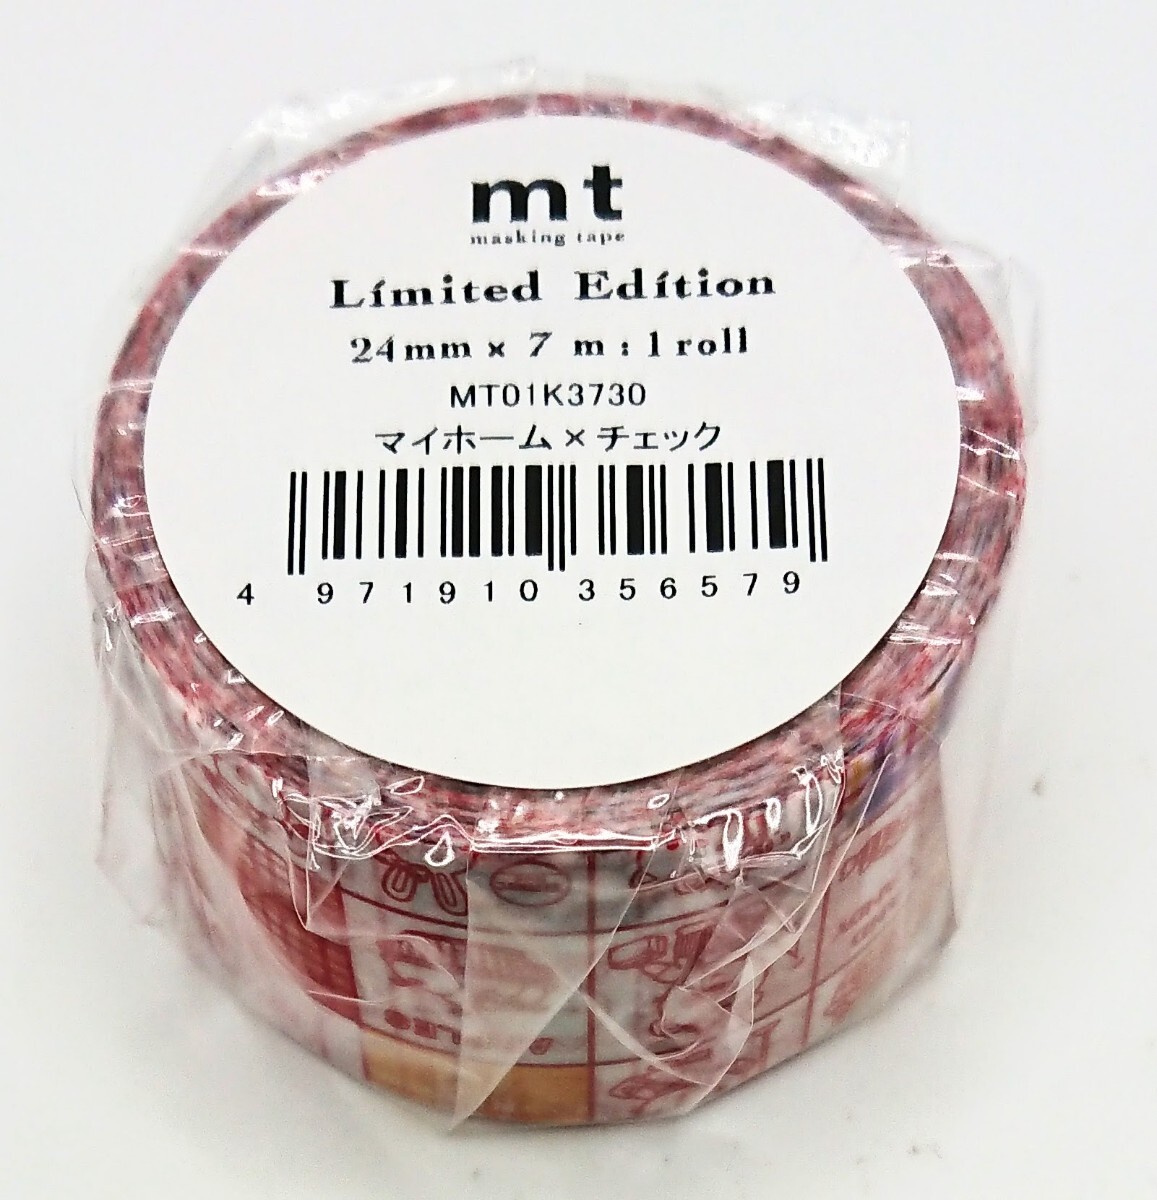 mt
masking tape
Limited Edition
24mm × 7 m : 1 roll
MT01K3730
マイホーム×チェック
4 971910 356579